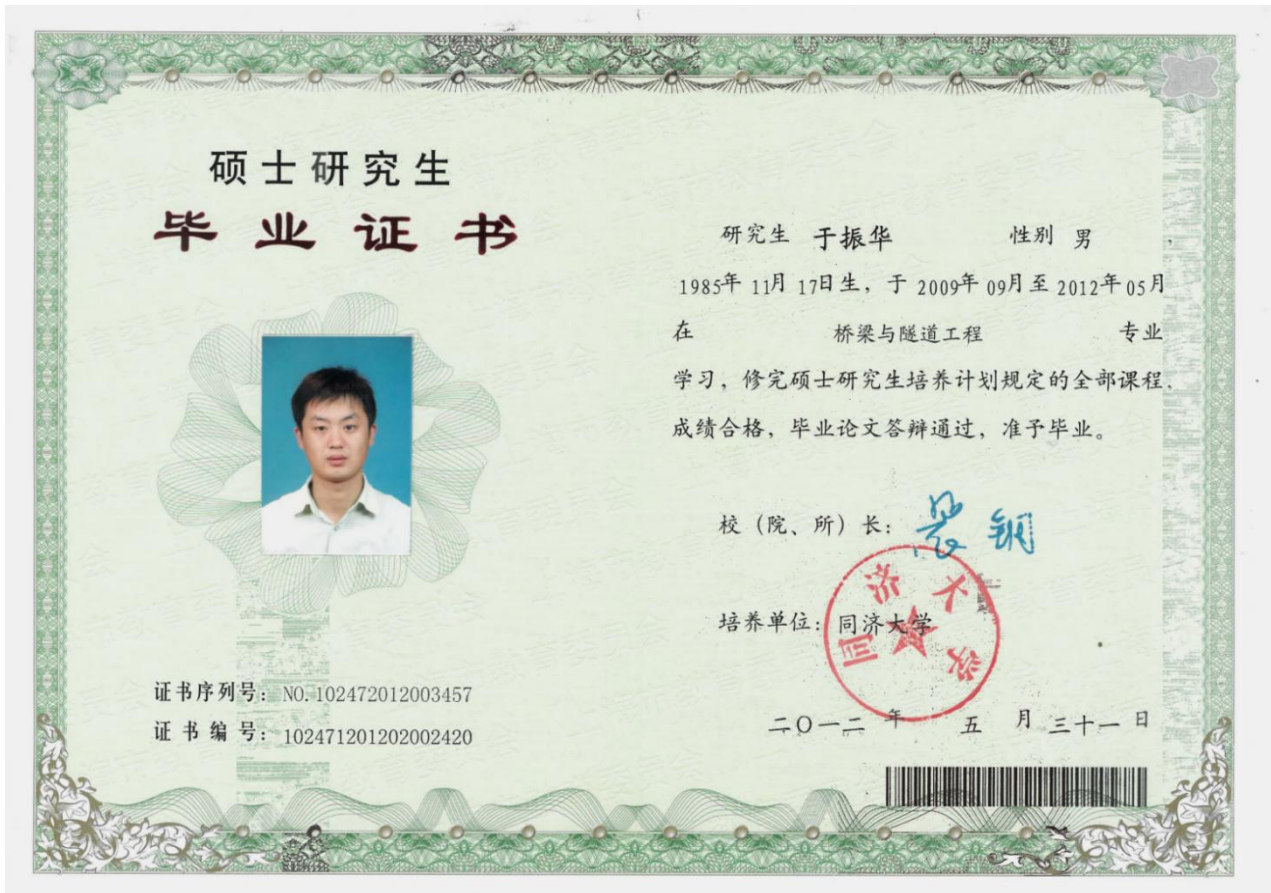 硕士研究生
毕业证书
研究生 于振华 性别 男
1985年 11月 17日生，于 2009年 09月至 2012年 05月
在 桥梁与隧道工程 专业
学习，修完硕士研究生培养计划规定的全部课程，
成绩合格，毕业论文答辩通过，准予毕业。
校（院、所）长：
培养单位：同济大学
同济大学
二〇一二 年 五 月 三十一 日
证书序列号：NO.102472012003457
证书编号：102471201202002420